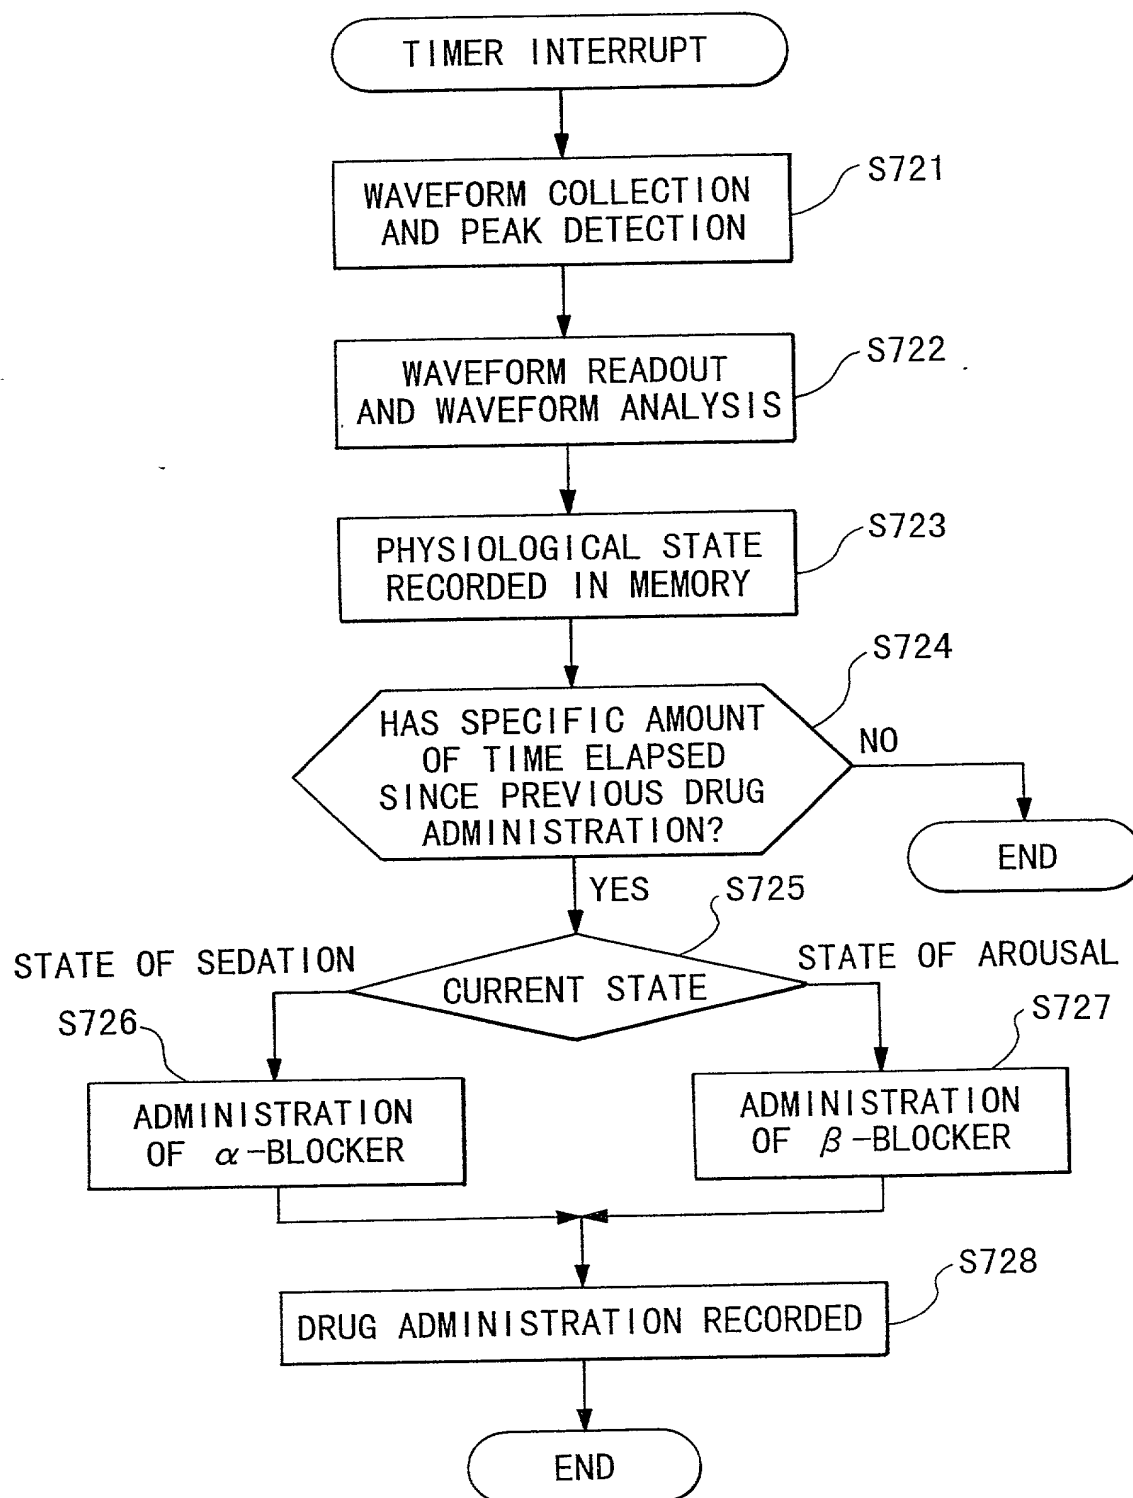 TIMER INTERRUPT
S721
WAVEFORM COLLECTION
AND PEAK DETECTION
S722
WAVEFORM READOUT
AND WAVEFORM ANALYSIS
S723
PHYSIOLOGICAL STATE
RECORDED IN MEMORY
S724
HAS SPECIFIC AMOUNT
OF TIME ELAPSED
SINCE PREVIOUS DRUG
ADMINISTRATION?
NO
END
YES
S725
STATE OF SEDATION
CURRENT STATE
STATE OF AROUSAL
S726
S727
ADMINISTRATION
OF α-BLOCKER
ADMINISTRATION
OF β-BLOCKER
S728
DRUG ADMINISTRATION RECORDED
END